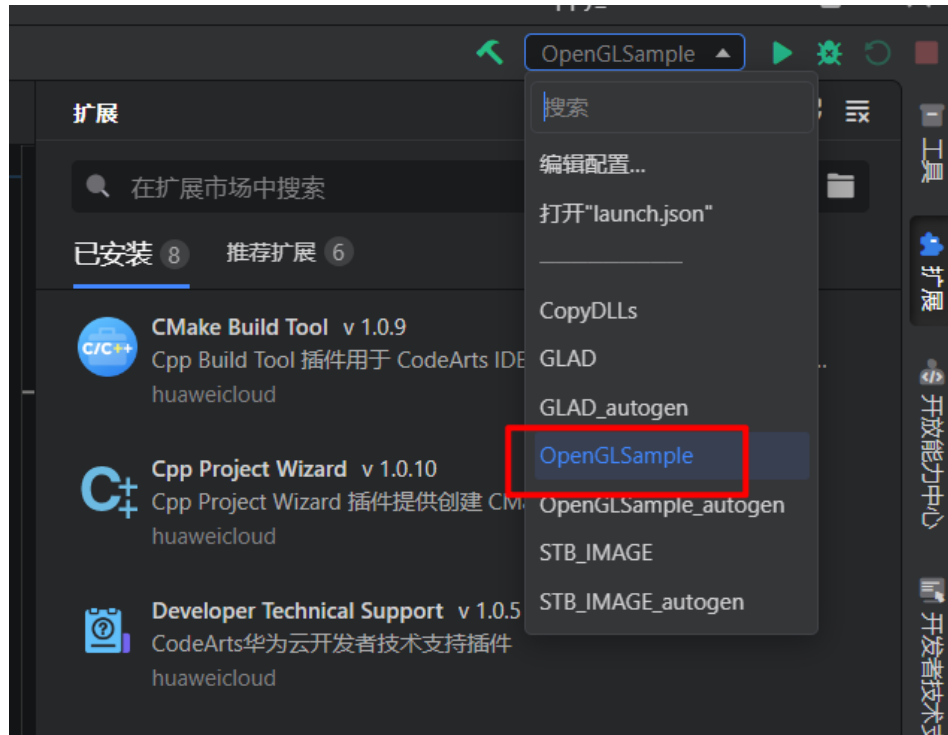 OpenGLSample
扩展
搜索
在扩展市场中搜索
编辑配置...
打开"launch.json"
已安装 8
推荐扩展 6
CopyDLLs
GLAD
GLAD_autogen
OpenGLSample
OpenGLSample_autogen
STB_IMAGE
STB_IMAGE_autogen
C/C++
CMake Build Tool v 1.0.9
Cpp Build Tool 插件用于 CodeArts IDE
huaweicloud
Cpp Project Wizard v 1.0.10
Cpp Project Wizard 插件提供创建
huaweicloud
Developer Technical Support v 1.0.5
CodeArts华为云开发者技术支持插件
huaweicloud
工具
扩展
开放能力中心
开发者技术